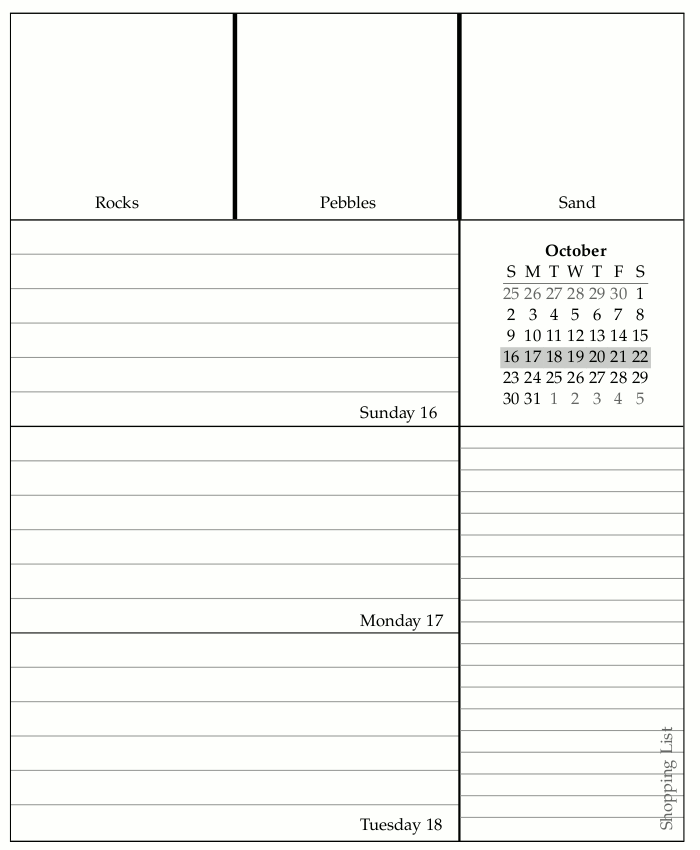 Rocks
Pebbles
Sand
October
S M T W T F S
25 26 27 28 29 30 1
2 3 4 5 6 7 8
9 10 11 12 13 14 15
16 17 18 19 20 21 22
23 24 25 26 27 28 29
30 31 1 2 3 4 5
Sunday 16
Monday 17
Tuesday 18
Shopping List